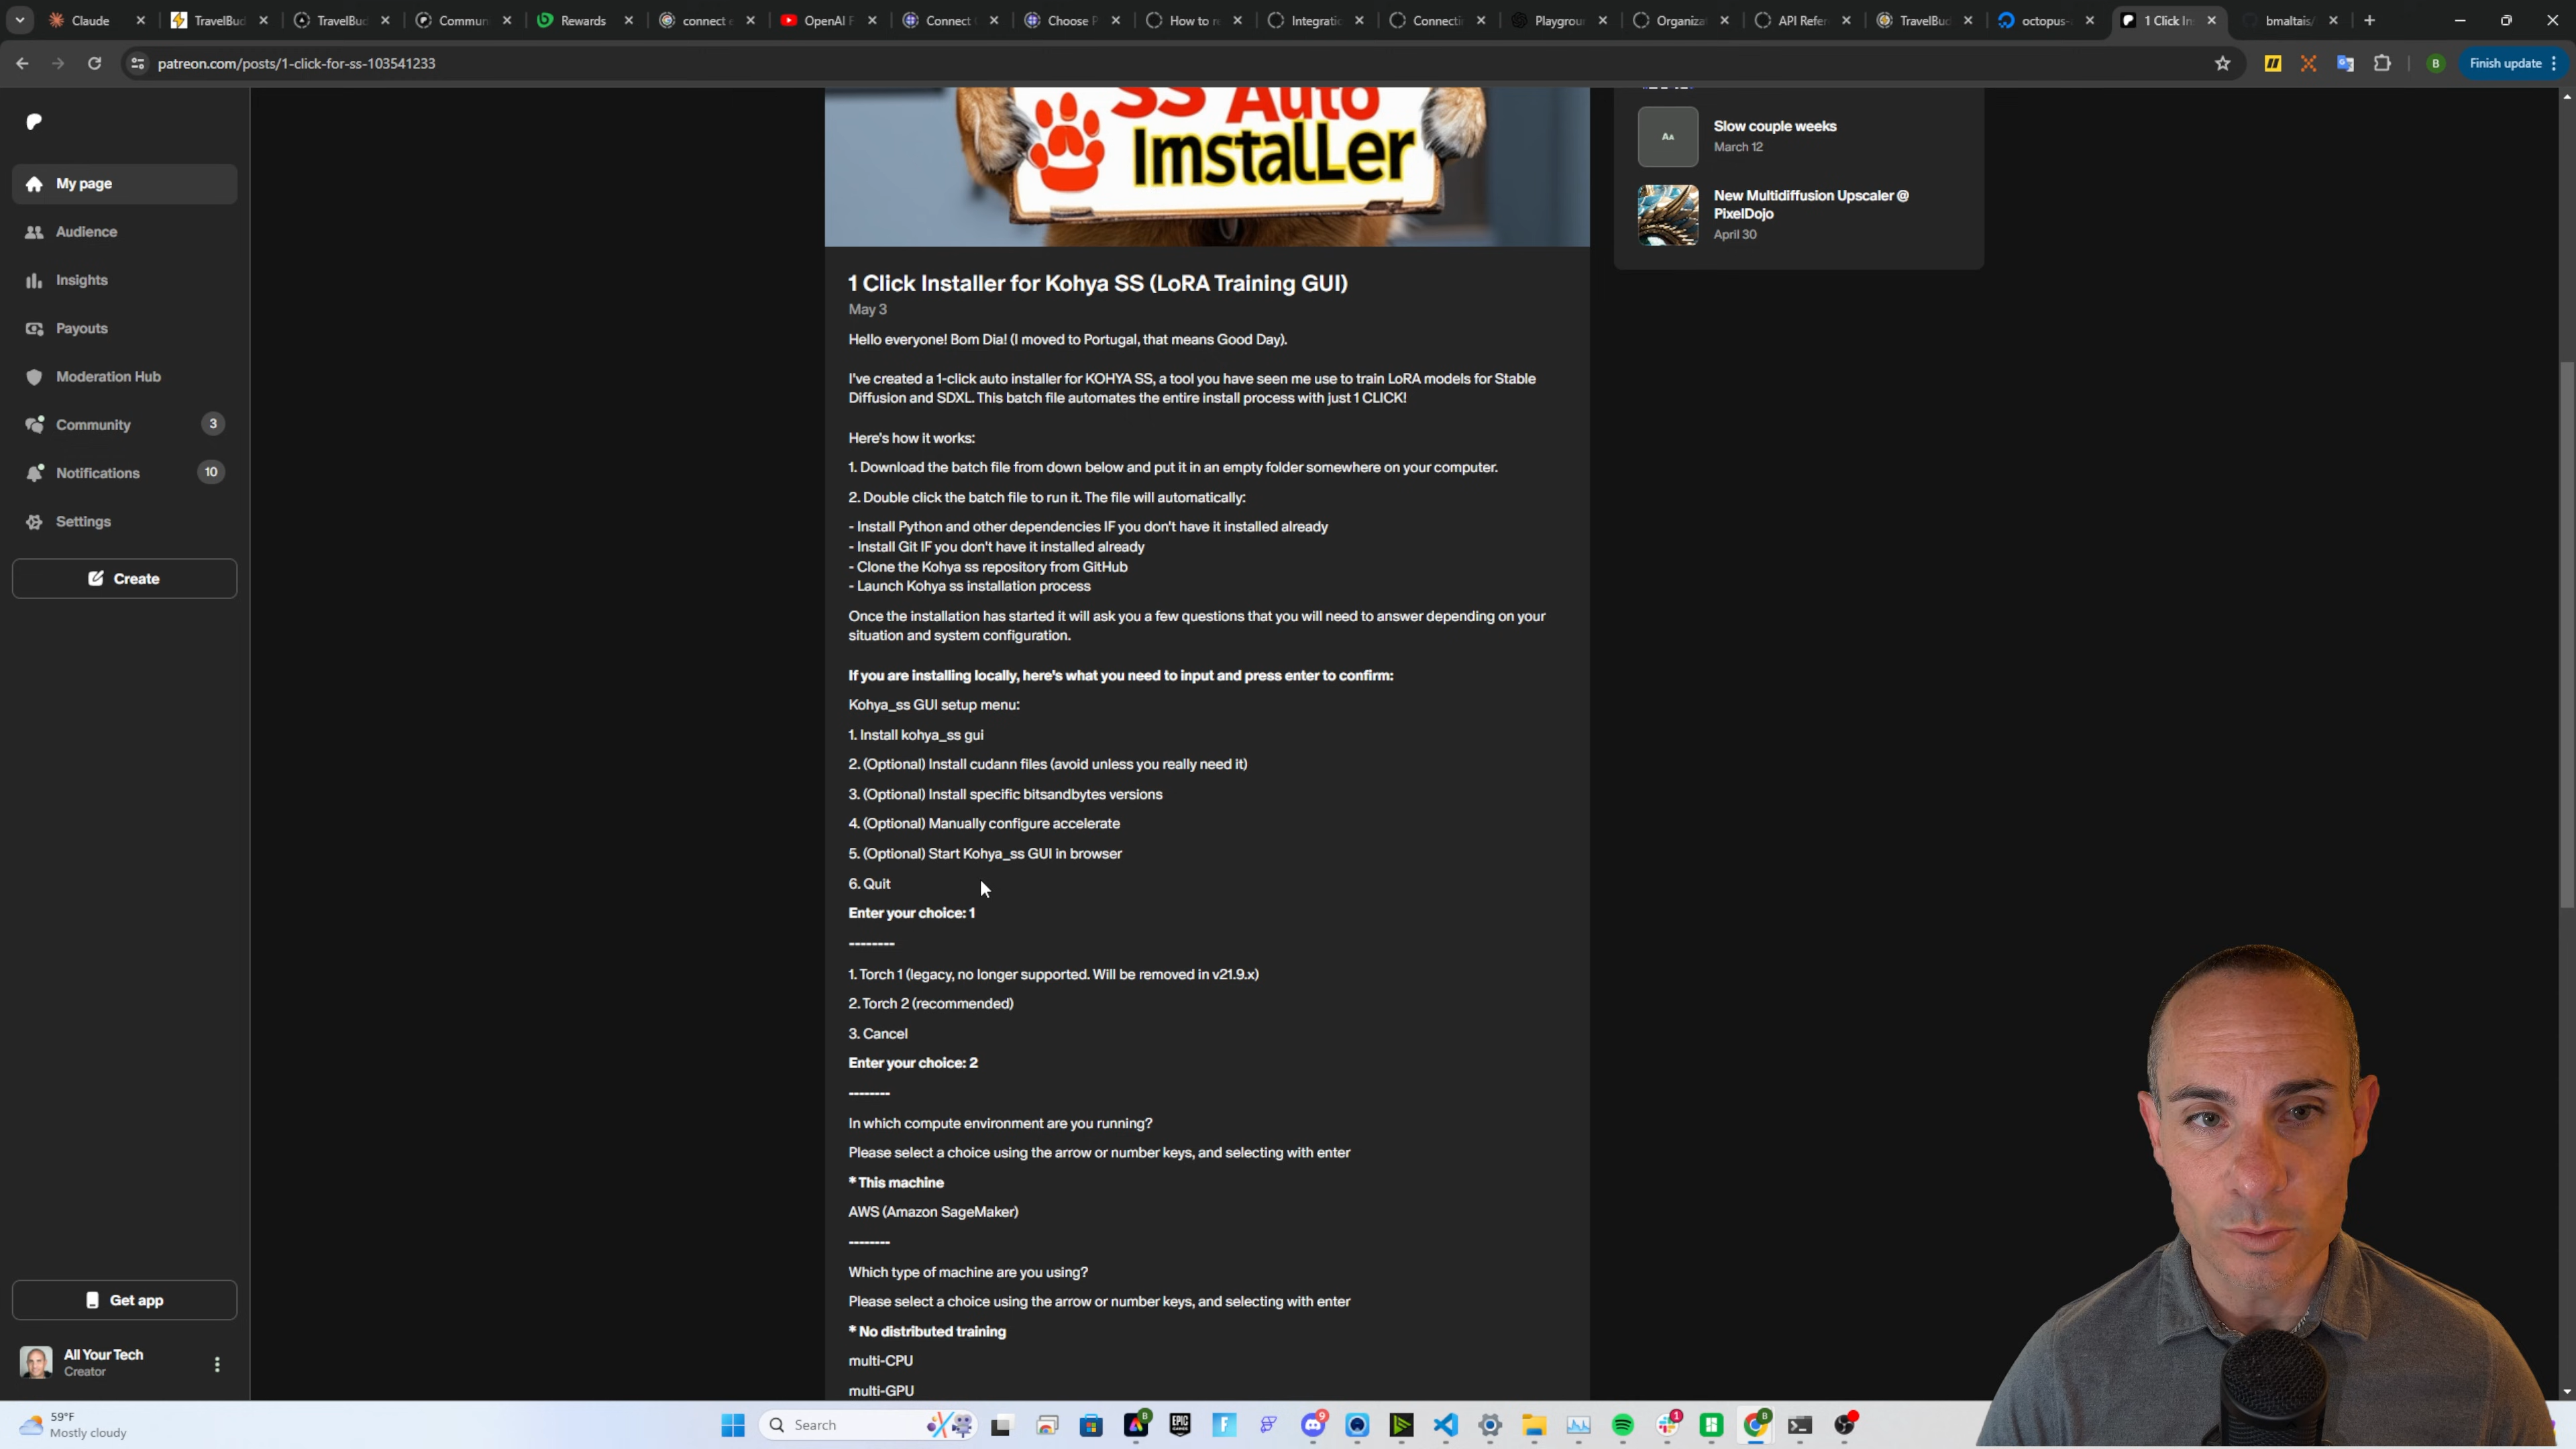 Claude
TravelBud
TravelBud
Commun
Rewards
connect e
OpenAI F
Connect
Choose P
How to re
Integratio
Connectin
Playgroun
Organizat
API Refer
TravelBud
octopus-
1 Click In
bmaltais/
patreon.com/posts/1-click-for-ss-103541233
B
Finish update
My page
Audience
Insights
Payouts
Moderation Hub
Community
3
Notifications
10
Settings
Create
Get app
All Your Tech
Creator
SS Auto
ImstalLer
1 Click Installer for Kohya SS (LoRA Training GUI)
May 3
Hello everyone! Bom Dia! (I moved to Portugal, that means Good Day).
I've created a 1-click auto installer for KOHYA SS, a tool you have seen me use to train LoRA models for Stable
Diffusion and SDXL. This batch file automates the entire install process with just 1 CLICK!
Here's how it works:
1. Download the batch file from down below and put it in an empty folder somewhere on your computer.
2. Double click the batch file to run it. The file will automatically:
- Install Python and other dependencies IF you don't have it installed already
- Install Git IF you don't have it installed already
- Clone the Kohya ss repository from GitHub
- Launch Kohya ss installation process
Once the installation has started it will ask you a few questions that you will need to answer depending on your
situation and system configuration.
If you are installing locally, here's what you need to input and press enter to confirm:
Kohya_ss GUI setup menu:
1. Install kohya_ss gui
2. (Optional) Install cudann files (avoid unless you really need it)
3. (Optional) Install specific bitsandbytes versions
4. (Optional) Manually configure accelerate
5. (Optional) Start Kohya_ss GUI in browser
6. Quit
Enter your choice: 1
--------
1. Torch 1 (legacy, no longer supported. Will be removed in v21.9.x)
2. Torch 2 (recommended)
3. Cancel
Enter your choice: 2
-------
In which compute environment are you running?
Please select a choice using the arrow or number keys, and selecting with enter
* This machine
AWS (Amazon SageMaker)
-------
Which type of machine are you using?
Please select a choice using the arrow or number keys, and selecting with enter
* No distributed training
multi-CPU
multi-GPU
AA
Slow couple weeks
March 12
New Multidiffusion Upscaler @
PixelDojo
April 30
59°F
Mostly cloudy
Search
B
EPIC
GAMES
F
9
1
B